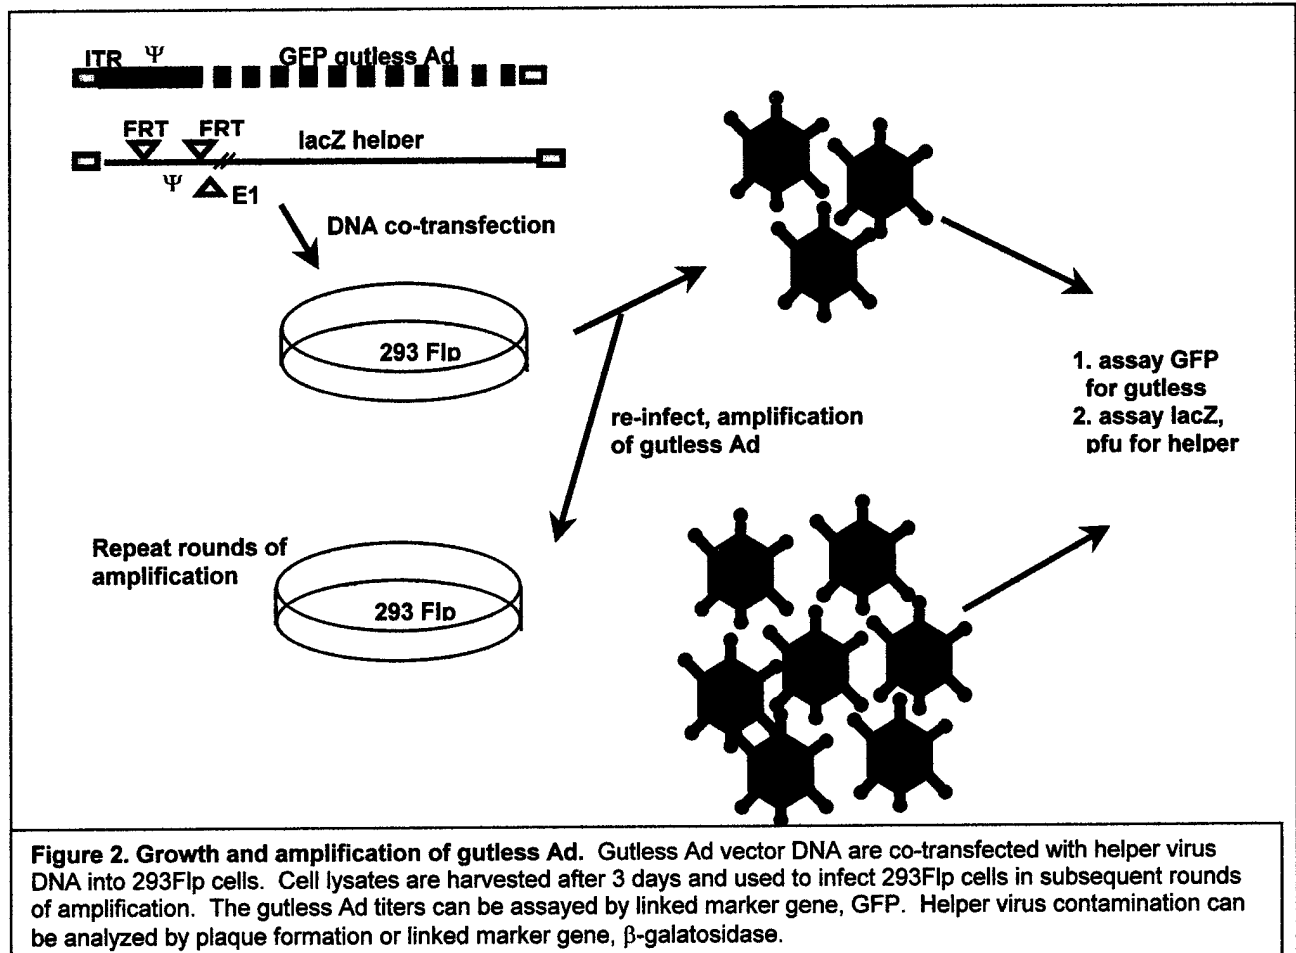 ITR Ψ GFP gutless Ad
FRT FRT lacZ helper
Ψ E1
DNA co-transfection
293 Flp
re-infect, amplification
of gutless Ad
1. assay GFP
for gutless
2. assay lacZ,
pfu for helper
Repeat rounds of
amplification
293 Flp
Figure 2. Growth and amplification of gutless Ad. Gutless Ad vector DNA are co-transfected with helper virus
DNA into 293Flp cells. Cell lysates are harvested after 3 days and used to infect 293Flp cells in subsequent rounds
of amplification. The gutless Ad titers can be assayed by linked marker gene, GFP. Helper virus contamination can
be analyzed by plaque formation or linked marker gene, β-galatosidase.